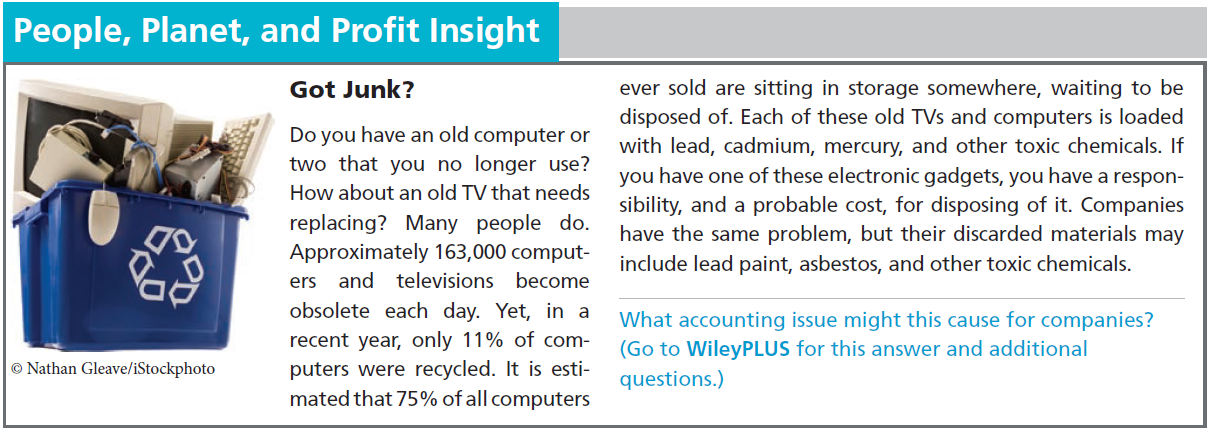 People, Planet, and Profit Insight
Got Junk?
Do you have an old computer or
two that you no longer use?
How about an old TV that needs
replacing? Many people do.
Approximately 163,000 comput-
ers and televisions become
obsolete each day. Yet, in a
recent year, only 11% of com-
puters were recycled. It is esti-
mated that 75% of all computers
ever sold are sitting in storage somewhere, waiting to be
disposed of. Each of these old TVs and computers is loaded
with lead, cadmium, mercury, and other toxic chemicals. If
you have one of these electronic gadgets, you have a respon-
sibility, and a probable cost, for disposing of it. Companies
have the same problem, but their discarded materials may
include lead paint, asbestos, and other toxic chemicals.
What accounting issue might this cause for companies?
(Go to WileyPLUS for this answer and additional
questions.)
© Nathan Gleave/iStockphoto